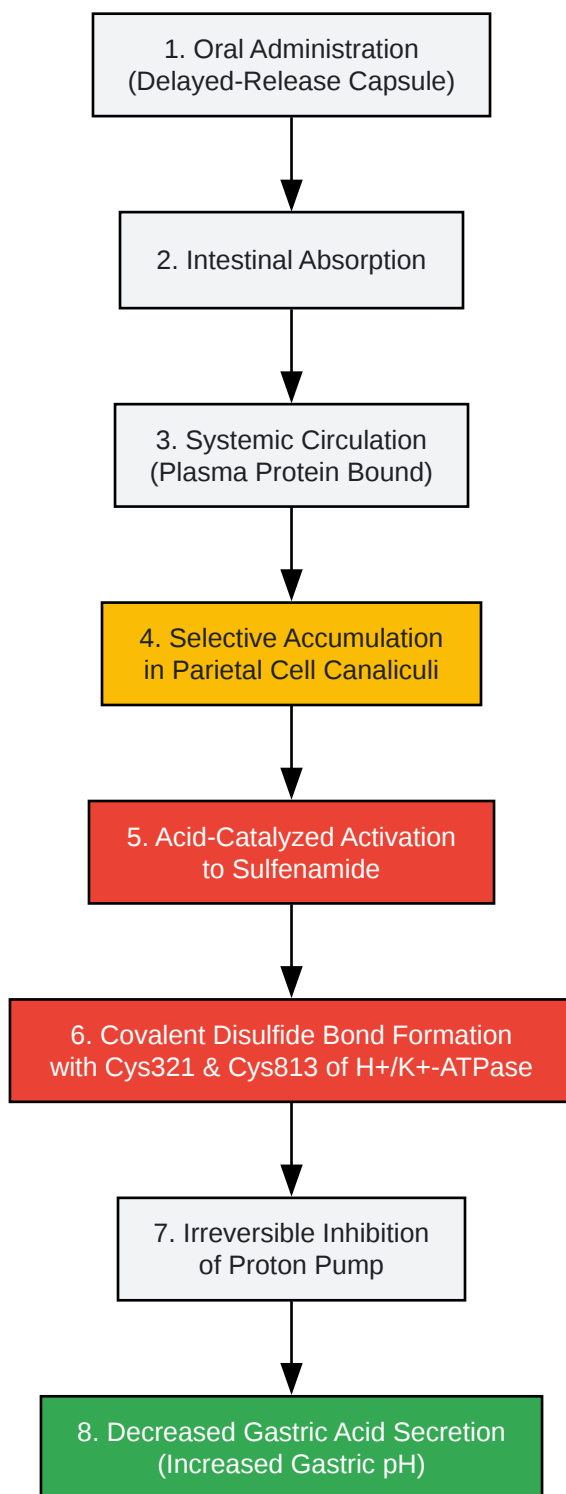 1. Oral Administration
(Delayed-Release Capsule)
2. Intestinal Absorption
3. Systemic Circulation
(Plasma Protein Bound)
4. Selective Accumulation
in Parietal Cell Canaliculi
5. Acid-Catalyzed Activation
to Sulfenamide
6. Covalent Disulfide Bond Formation
with Cys321 & Cys813 of H+/K+-ATPase
7. Irreversible Inhibition
of Proton Pump
8. Decreased Gastric Acid Secretion
(Increased Gastric pH)